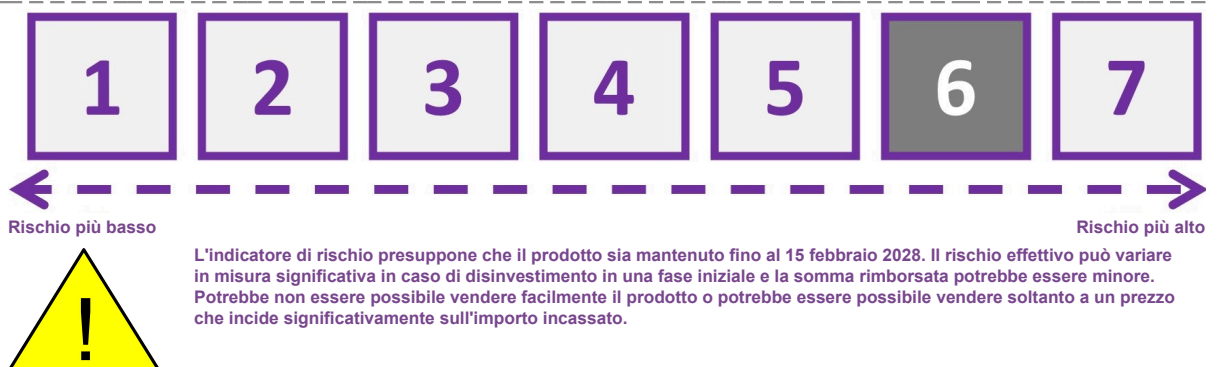 1 2 3 4 5 6 7
Rischio più basso Rischio più alto
L'indicatore di rischio presuppone che il prodotto sia mantenuto fino al 15 febbraio 2028. Il rischio effettivo può variare
in misura significativa in caso di disinvestimento in una fase iniziale e la somma rimborsata potrebbe essere minore.
Potrebbe non essere possibile vendere facilmente il prodotto o potrebbe essere possibile vendere soltanto a un prezzo
che incide significativamente sull'importo incassato.
!